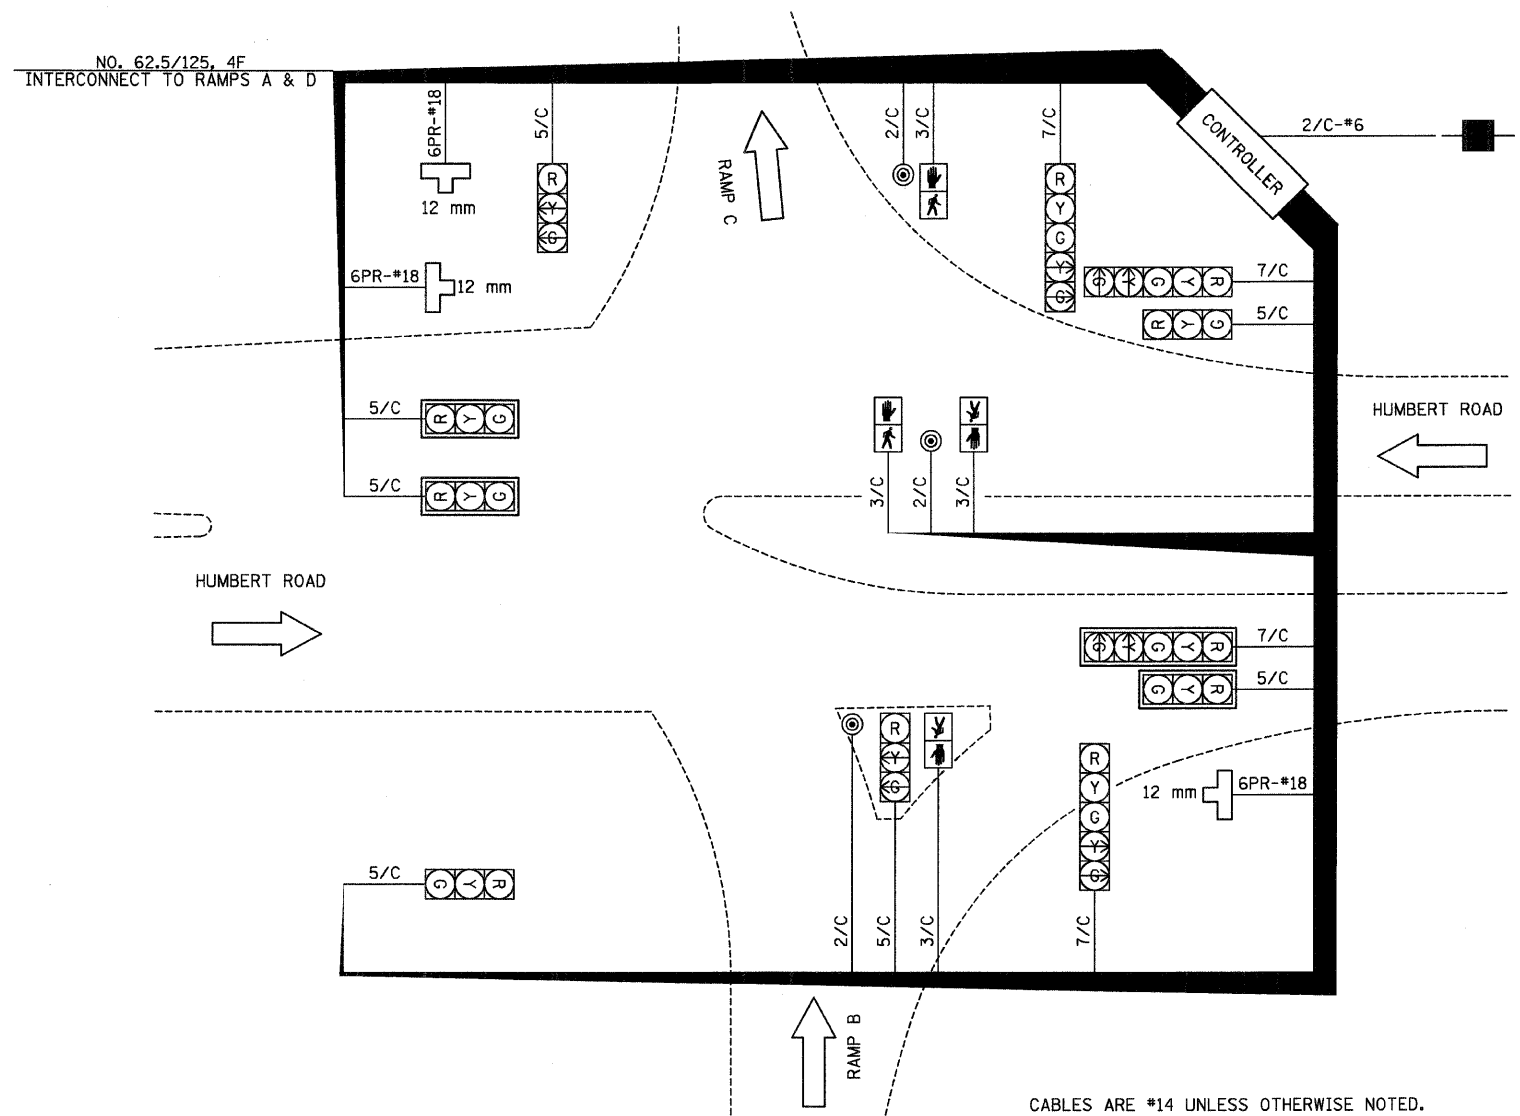 NO. 62.5/125, 4F
INTERCONNECT TO RAMPS A & D
6PR-#18
12 mm
5/C
R
Y
G
RAMP C
2/C
3/C
7/C
R
Y
G
Y
G
CONTROLLER
2/C-#6
6PR-#18
12 mm
G Y G Y R
7/C
R Y G
5/C
5/C
R Y G
5/C
R Y G
3/C
2/C
3/C
HUMBERT ROAD
HUMBERT ROAD
G Y G Y R
7/C
G Y R
5/C
R
Y
G
2/C
5/C
3/C
R
Y
G
Y
G
7/C
12 mm
6PR-#18
5/C
G Y R
RAMP B
CABLES ARE #14 UNLESS OTHERWISE NOTED.